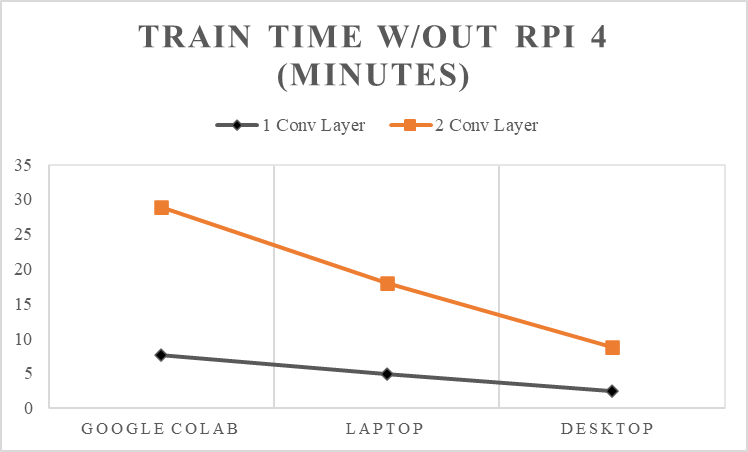 TRAIN TIME W/OUT RPI 4
(MINUTES)
1 Conv Layer 2 Conv Layer
35
30
25
20
15
10
5
0
GOOGLE COLAB LAPTOP DESKTOP